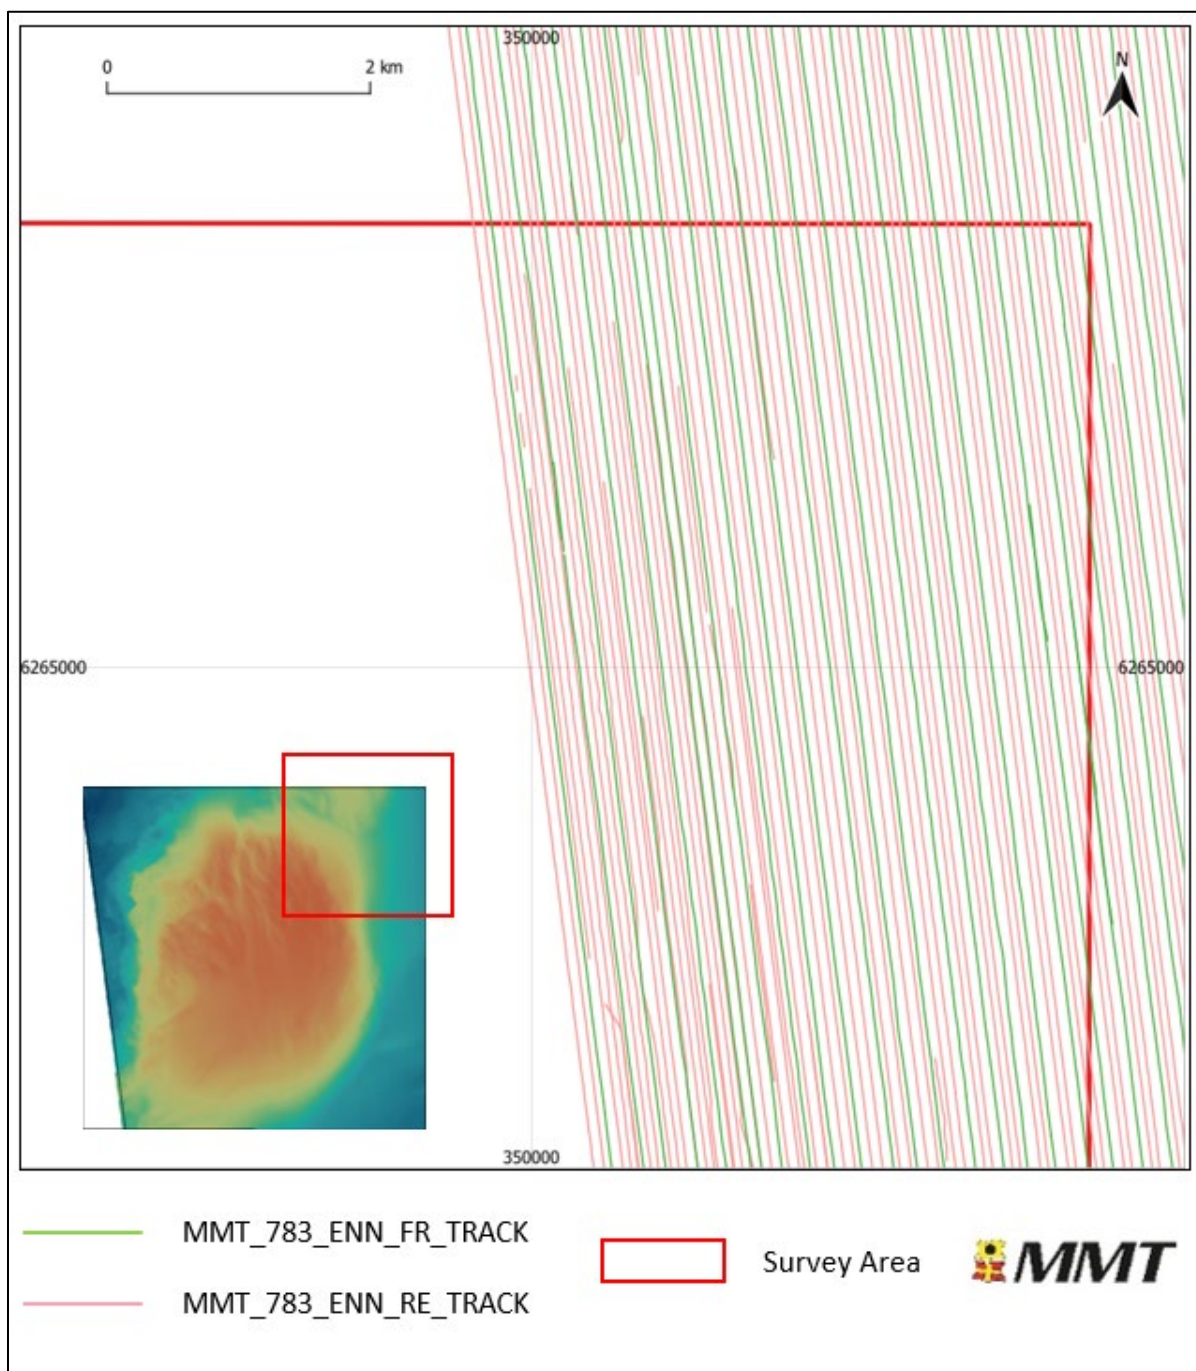 350000
0 2 km
N
6265000 6265000
350000
MMT_783_ENN_FR_TRACK
Survey Area
MMT
MMT_783_ENN_RE_TRACK